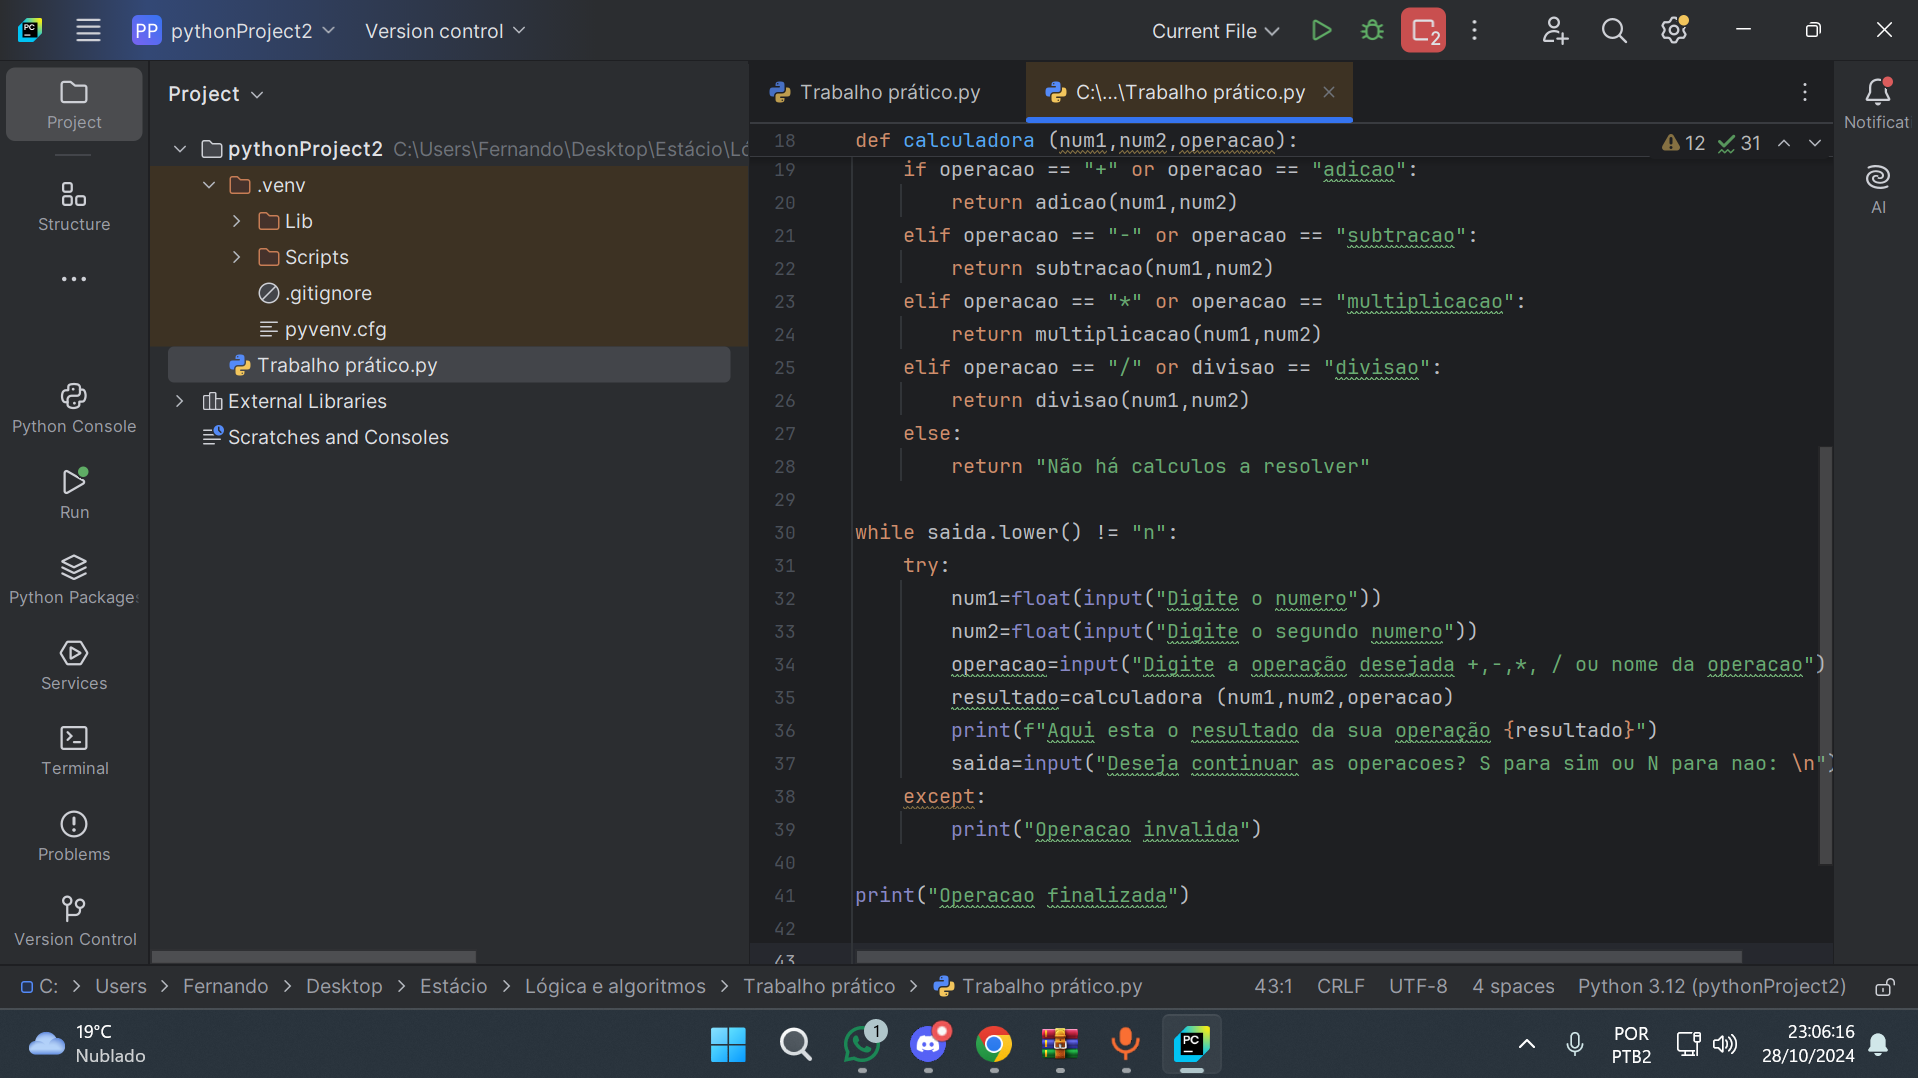 PP pythonProject2 Version control Current File 2
Project
Structure
Python Console
Run
Python Package
Services
Terminal
Problems
Version Control
Project
pythonProject2 C:\Users\Fernando\Desktop\Estácio\Ló
.venv
Lib
Scripts
.gitignore
pyvenv.cfg
Trabalho prático.py
External Libraries
Scratches and Consoles
Trabalho prático.py C:\...\Trabalho prático.py
12 31
18 def calculadora (num1,num2,operacao):
19 if operacao == "+" or operacao == "adicao":
20 return adicao(num1,num2)
21 elif operacao == "-" or operacao == "subtracao":
22 return subtracao(num1,num2)
23 elif operacao == "*" or operacao == "multiplicacao":
24 return multiplicacao(num1,num2)
25 elif operacao == "/" or divisao == "divisao":
26 return divisao(num1,num2)
27 else:
28 return "Não há calculos a resolver"
29
30 while saida.lower() != "n":
31 try:
32 num1=float(input("Digite o numero"))
33 num2=float(input("Digite o segundo numero"))
34 operacao=input("Digite a operação desejada +,-,*, / ou nome da operacao")
35 resultado=calculadora (num1,num2,operacao)
36 print(f"Aqui esta o resultado da sua operação {resultado}")
37 saida=input("Deseja continuar as operacoes? S para sim ou N para nao: \n")
38 except:
39 print("Operacao invalida")
40
41 print("Operacao finalizada")
42
43
Notificat
AI
C: > Users > Fernando > Desktop > Estácio > Lógica e algoritmos > Trabalho prático > Trabalho prático.py 43:1 CRLF UTF-8 4 spaces Python 3.12 (pythonProject2)
19°C
Nublado
1
PC
POR
PTB2
23:06:16
28/10/2024